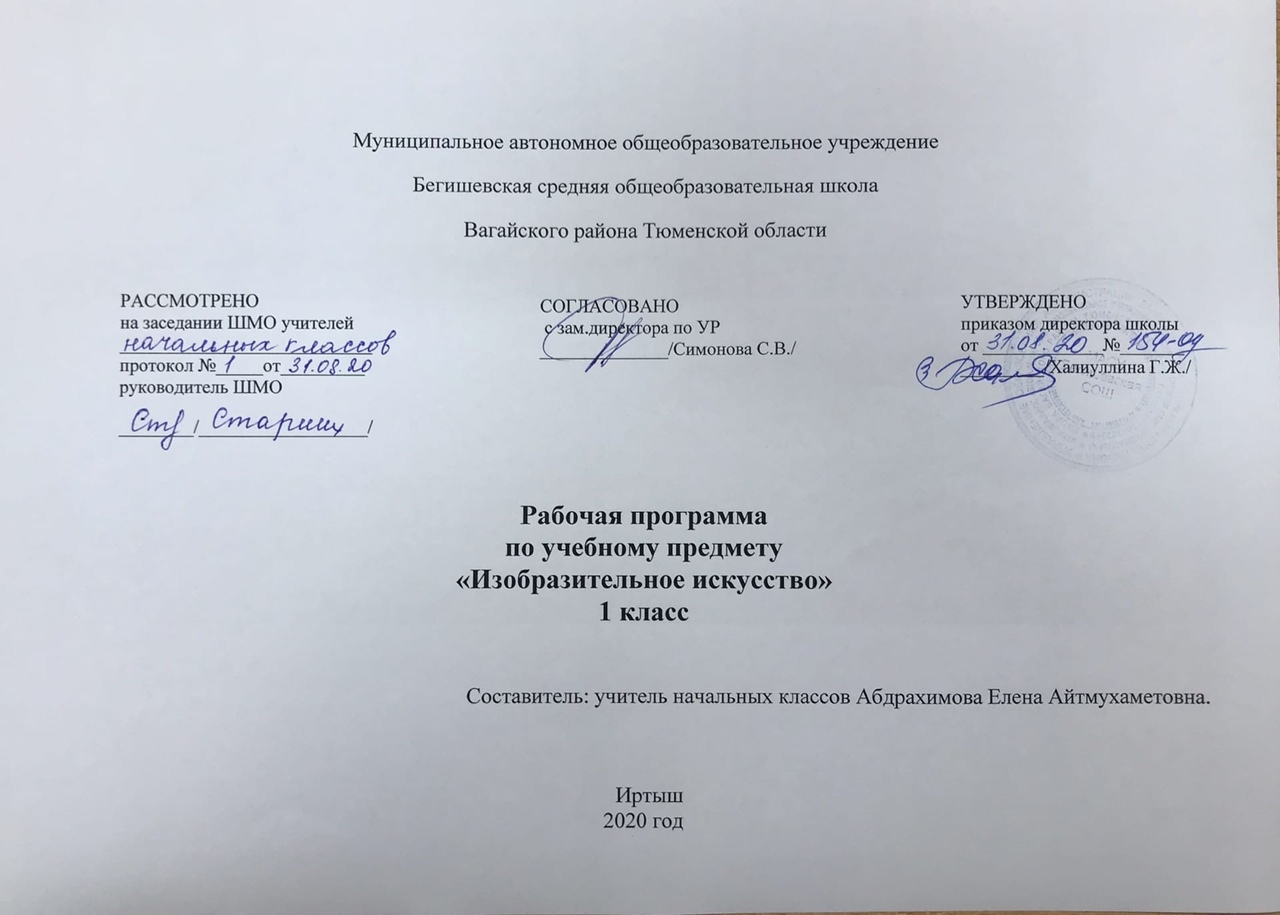 Муниципальное автономное общеобразовательное учреждение
Бегишевская средняя общеобразовательная школа
Вагайского района Тюменской области
РАССМОТРЕНО
на заседании ШМО учителей
начальных классов
протокол № 1 от 31.08.20
руководитель ШМО
/ /
СОГЛАСОВАНО
с зам.директора по УР
/Симонова С.В./
УТВЕРЖДЕНО
приказом директора школы
от 31.08.20 № 154-од
/Халиуллина Г.Ж./
СОШ
Рабочая программа
по учебному предмету
«Изобразительное искусство»
1 класс
Составитель: учитель начальных классов Абдрахимова Елена Айтмухаметовна.
Иртыш
2020 год